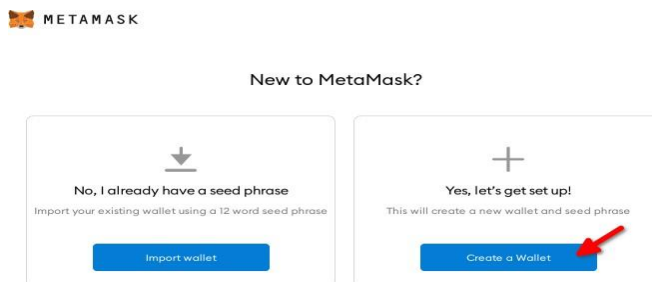 METAMASK
New to MetaMask?
No, I already have a seed phrase
Import your existing wallet using a 12 word seed phrase
Import wallet
Yes, let's get set up!
This will create a new wallet and seed phrase
Create a Wallet